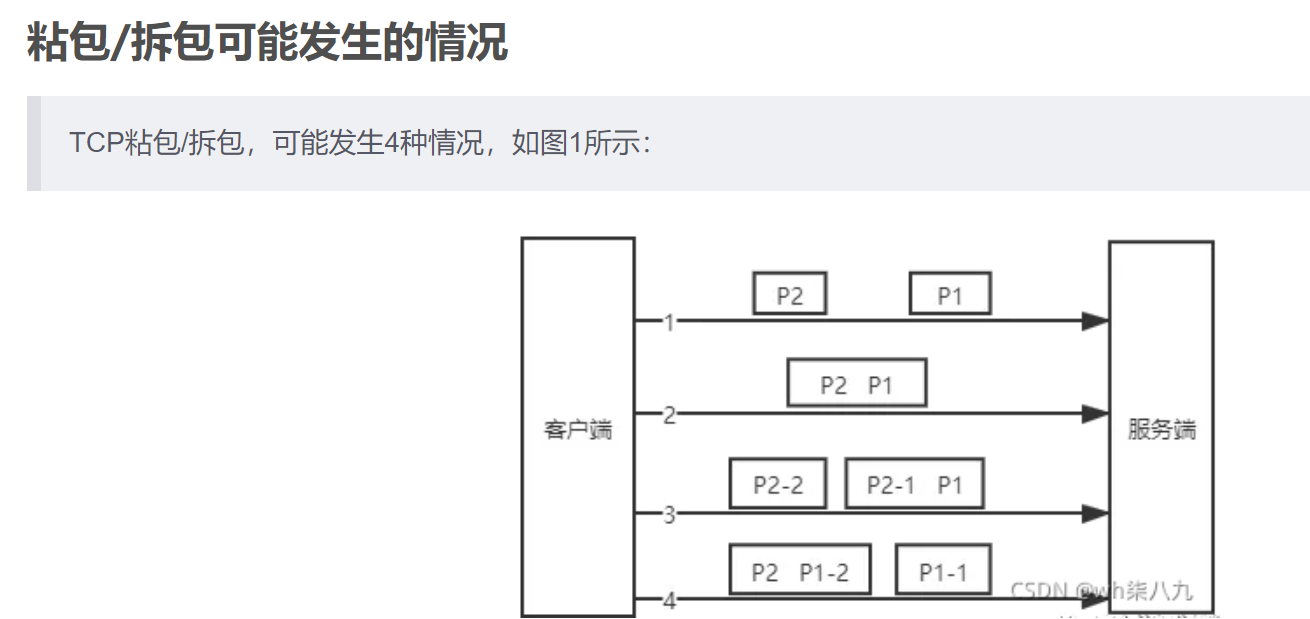 粘包/拆包可能发生的情况
TCP粘包/拆包，可能发生4种情况，如图1所示：
P2 P1
1
P2 P1
2
客户端 服务端
P2-2 P2-1 P1
3
P2 P1-2 P1-1
4
CSDN @wh柒八九